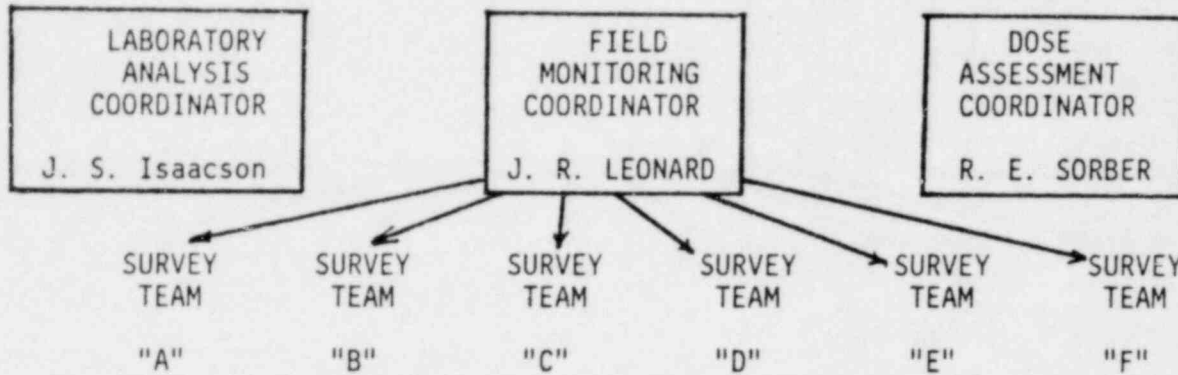 LABORATORY
ANALYSIS
COORDINATOR
J. S. Isaacson
FIELD
MONITORING
COORDINATOR
J. R. LEONARD
DOSE
ASSESSMENT
COORDINATOR
R. E. SORBER
SURVEY
TEAM
"A"
SURVEY
TEAM
"B"
SURVEY
TEAM
"C"
SURVEY
TEAM
"D"
SURVEY
TEAM
"E"
SURVEY
TEAM
"F"